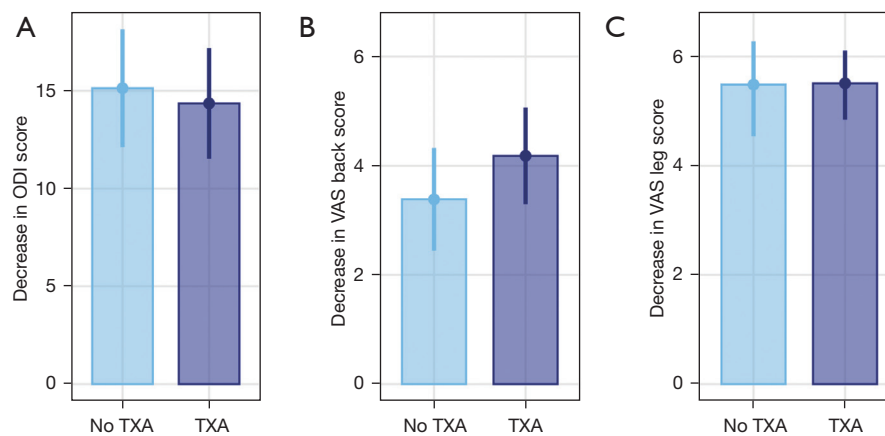 A
Decrease in ODI score
15
10
5
0
No TXA
TXA
B
Decrease in VAS back score
6
4
2
0
No TXA
TXA
C
Decrease in VAS leg score
6
4
2
0
No TXA
TXA